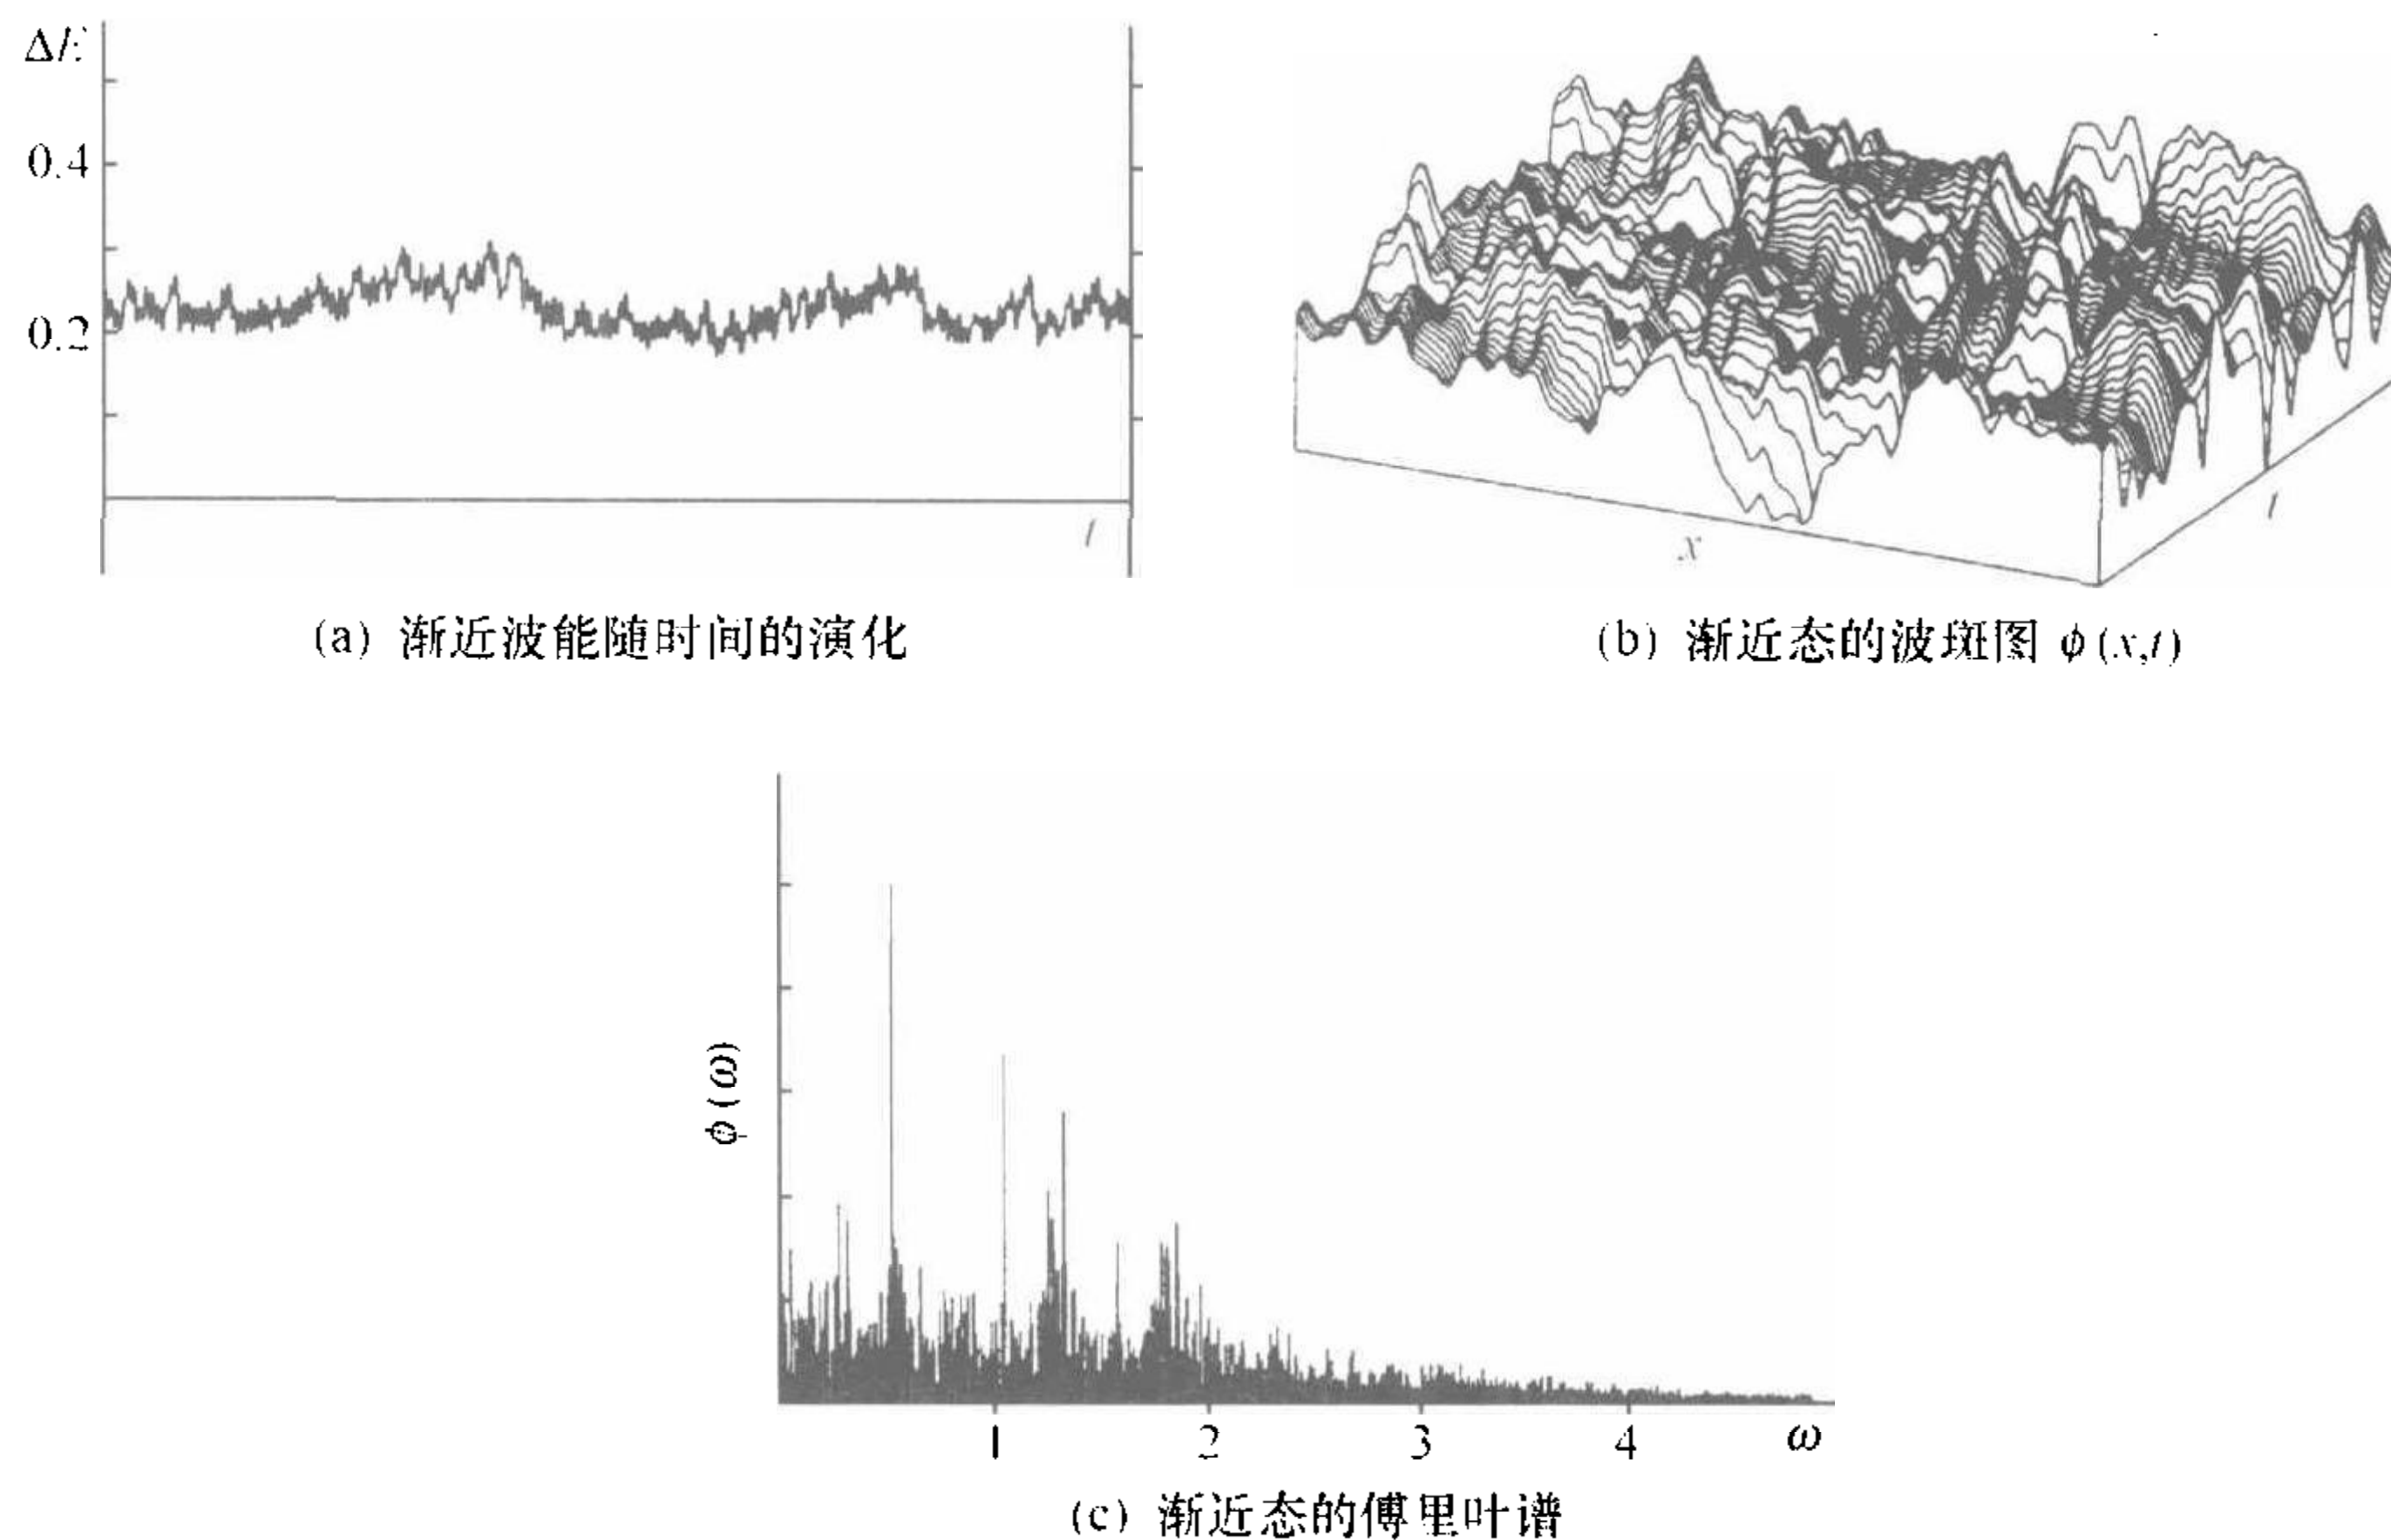 ΔE
0.4
0.2
t
(a) 渐近波能随时间的演化
x
t
(b) 渐近态的波斑图 ϕ(x,t)
ϕ(ω)
1 2 3 4 ω
(c) 渐近态的傅里叶谱